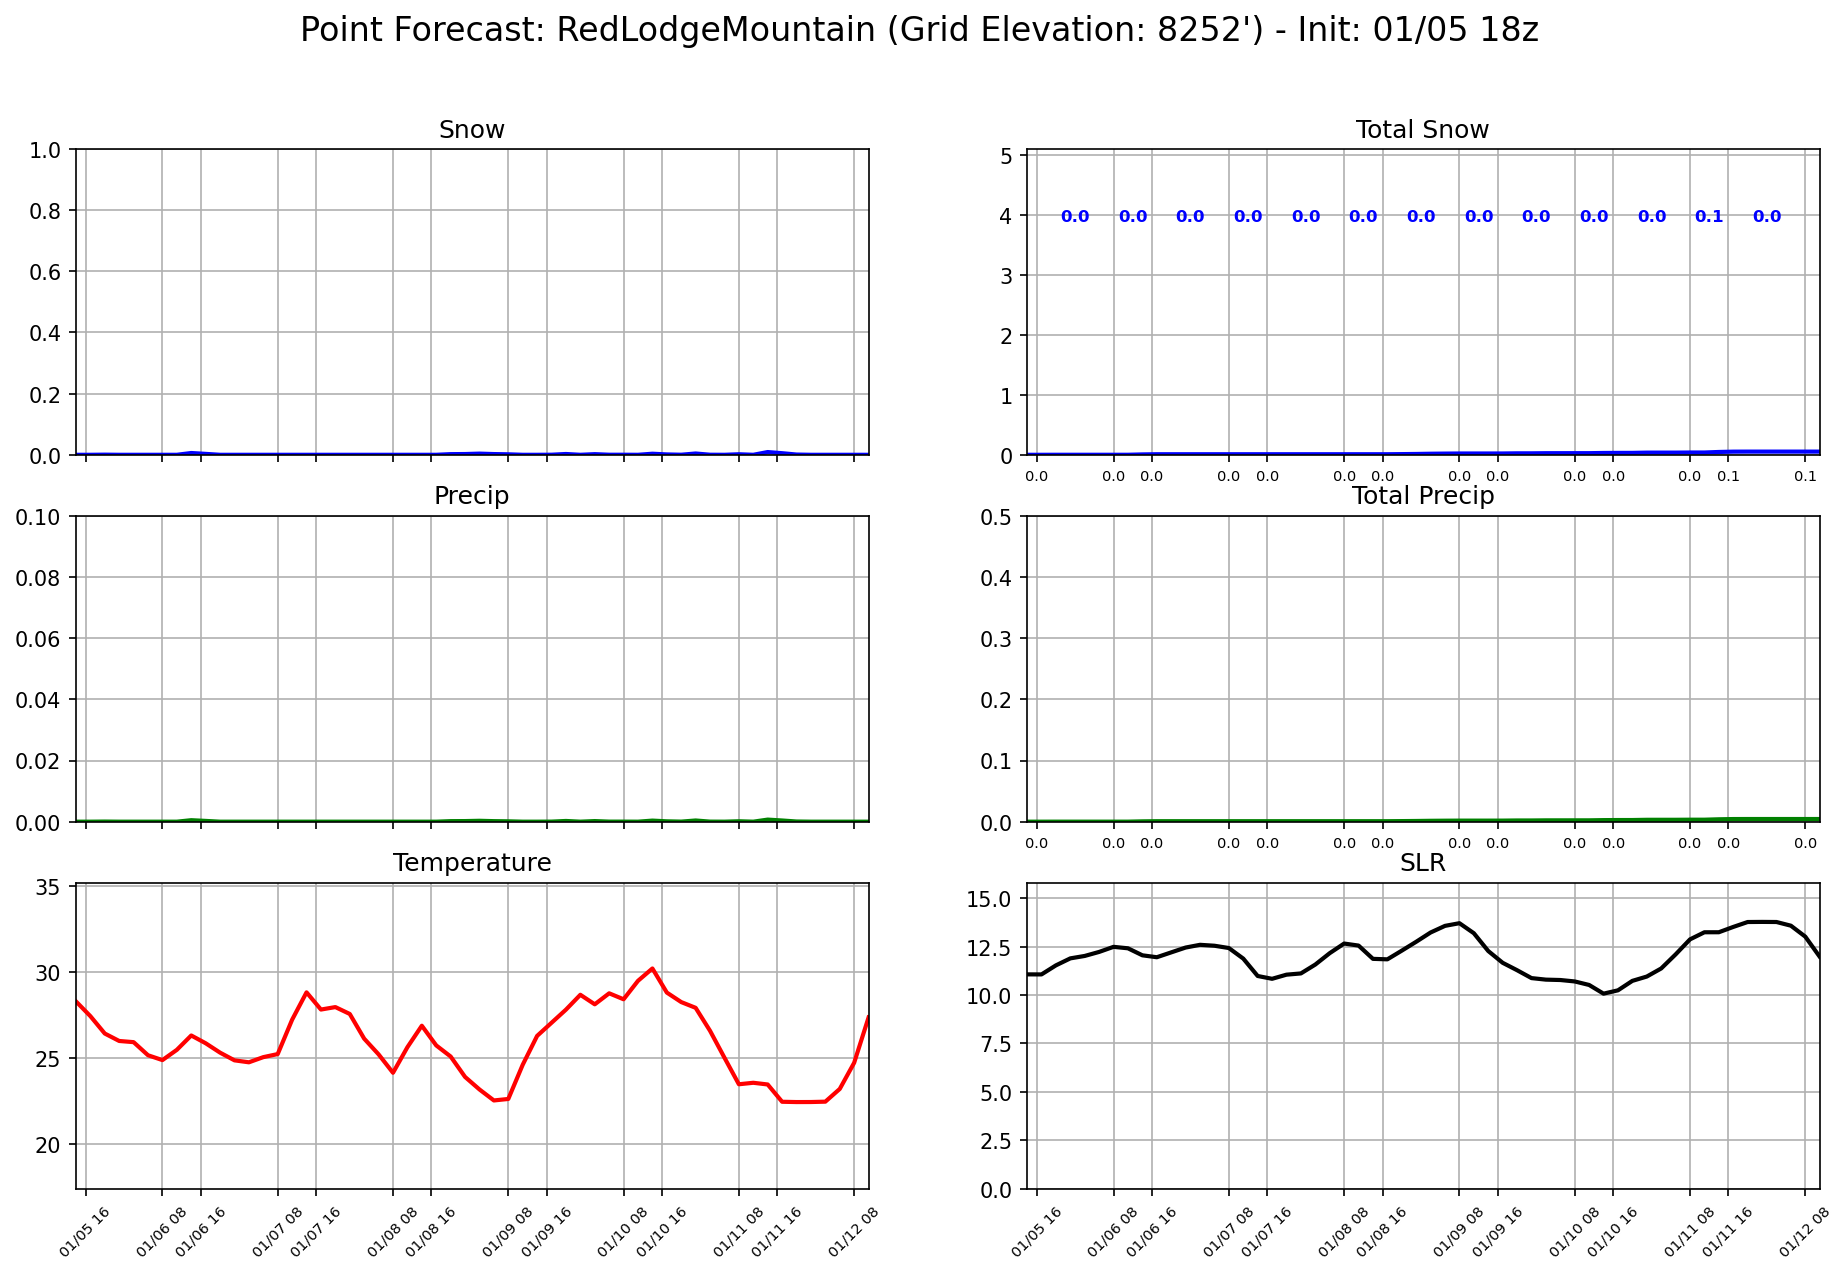 Point Forecast: RedLodgeMountain (Grid Elevation: 8252') - Init: 01/05 18z
Snow
1.0
0.8
0.6
0.4
0.2
0.0
Total Snow
5
4
3
2
1
0
0.0 0.0 0.0 0.0 0.0 0.0 0.0 0.0 0.0 0.0 0.0 0.1 0.0
0.0 0.0 0.0 0.0 0.0 0.0 0.0 0.0 0.0 0.0 0.0 0.0 0.1 0.1
Precip
0.10
0.08
0.06
0.04
0.02
0.00
Total Precip
0.5
0.4
0.3
0.2
0.1
0.0
0.0 0.0 0.0 0.0 0.0 0.0 0.0 0.0 0.0 0.0 0.0 0.0 0.0 0.0
Temperature
35
30
25
20
01/05 16 01/06 08 01/06 16 01/07 08 01/07 16 01/08 08 01/08 16 01/09 08 01/09 16 01/10 08 01/10 16 01/11 08 01/11 16 01/12 08
SLR
15.0
12.5
10.0
7.5
5.0
2.5
0.0
01/05 16 01/06 08 01/06 16 01/07 08 01/07 16 01/08 08 01/08 16 01/09 08 01/09 16 01/10 08 01/10 16 01/11 08 01/11 16 01/12 08